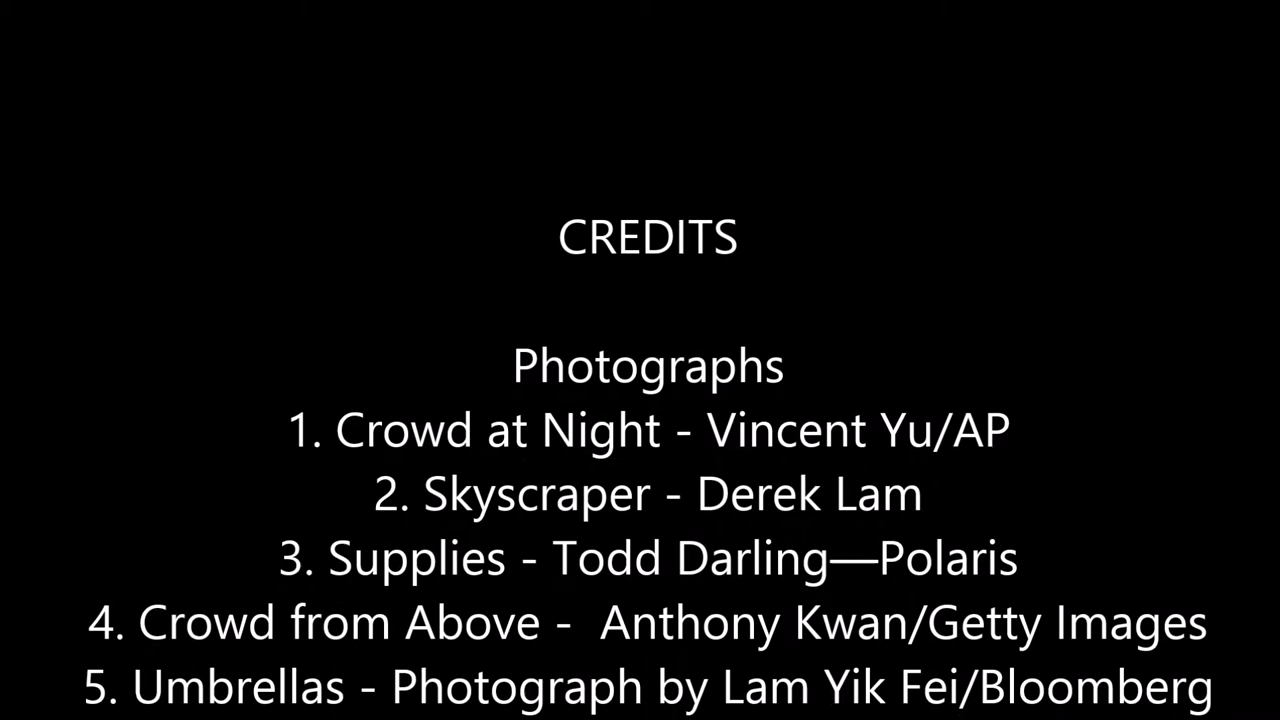 CREDITS
Photographs
1. Crowd at Night - Vincent Yu/AP
2. Skyscraper - Derek Lam
3. Supplies - Todd Darling—Polaris
4. Crowd from Above -  Anthony Kwan/Getty Images
5. Umbrellas - Photograph by Lam Yik Fei/Bloomberg